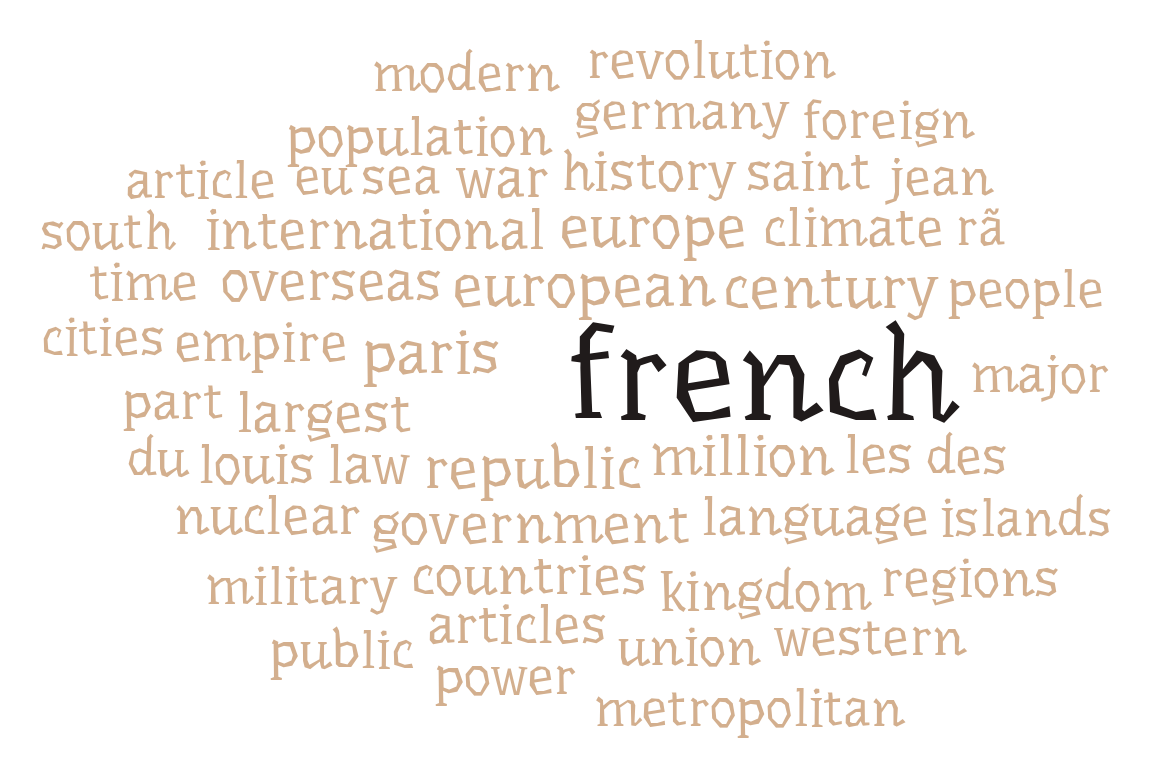 modern revolution
population germany foreign
article eu sea war history saint jean
south international europe climate rã
time overseas european century people
cities empire paris french major
part largest
du louis law republic million les des
nuclear government language islands
military countries kingdom regions
public articles union western
power
metropolitan